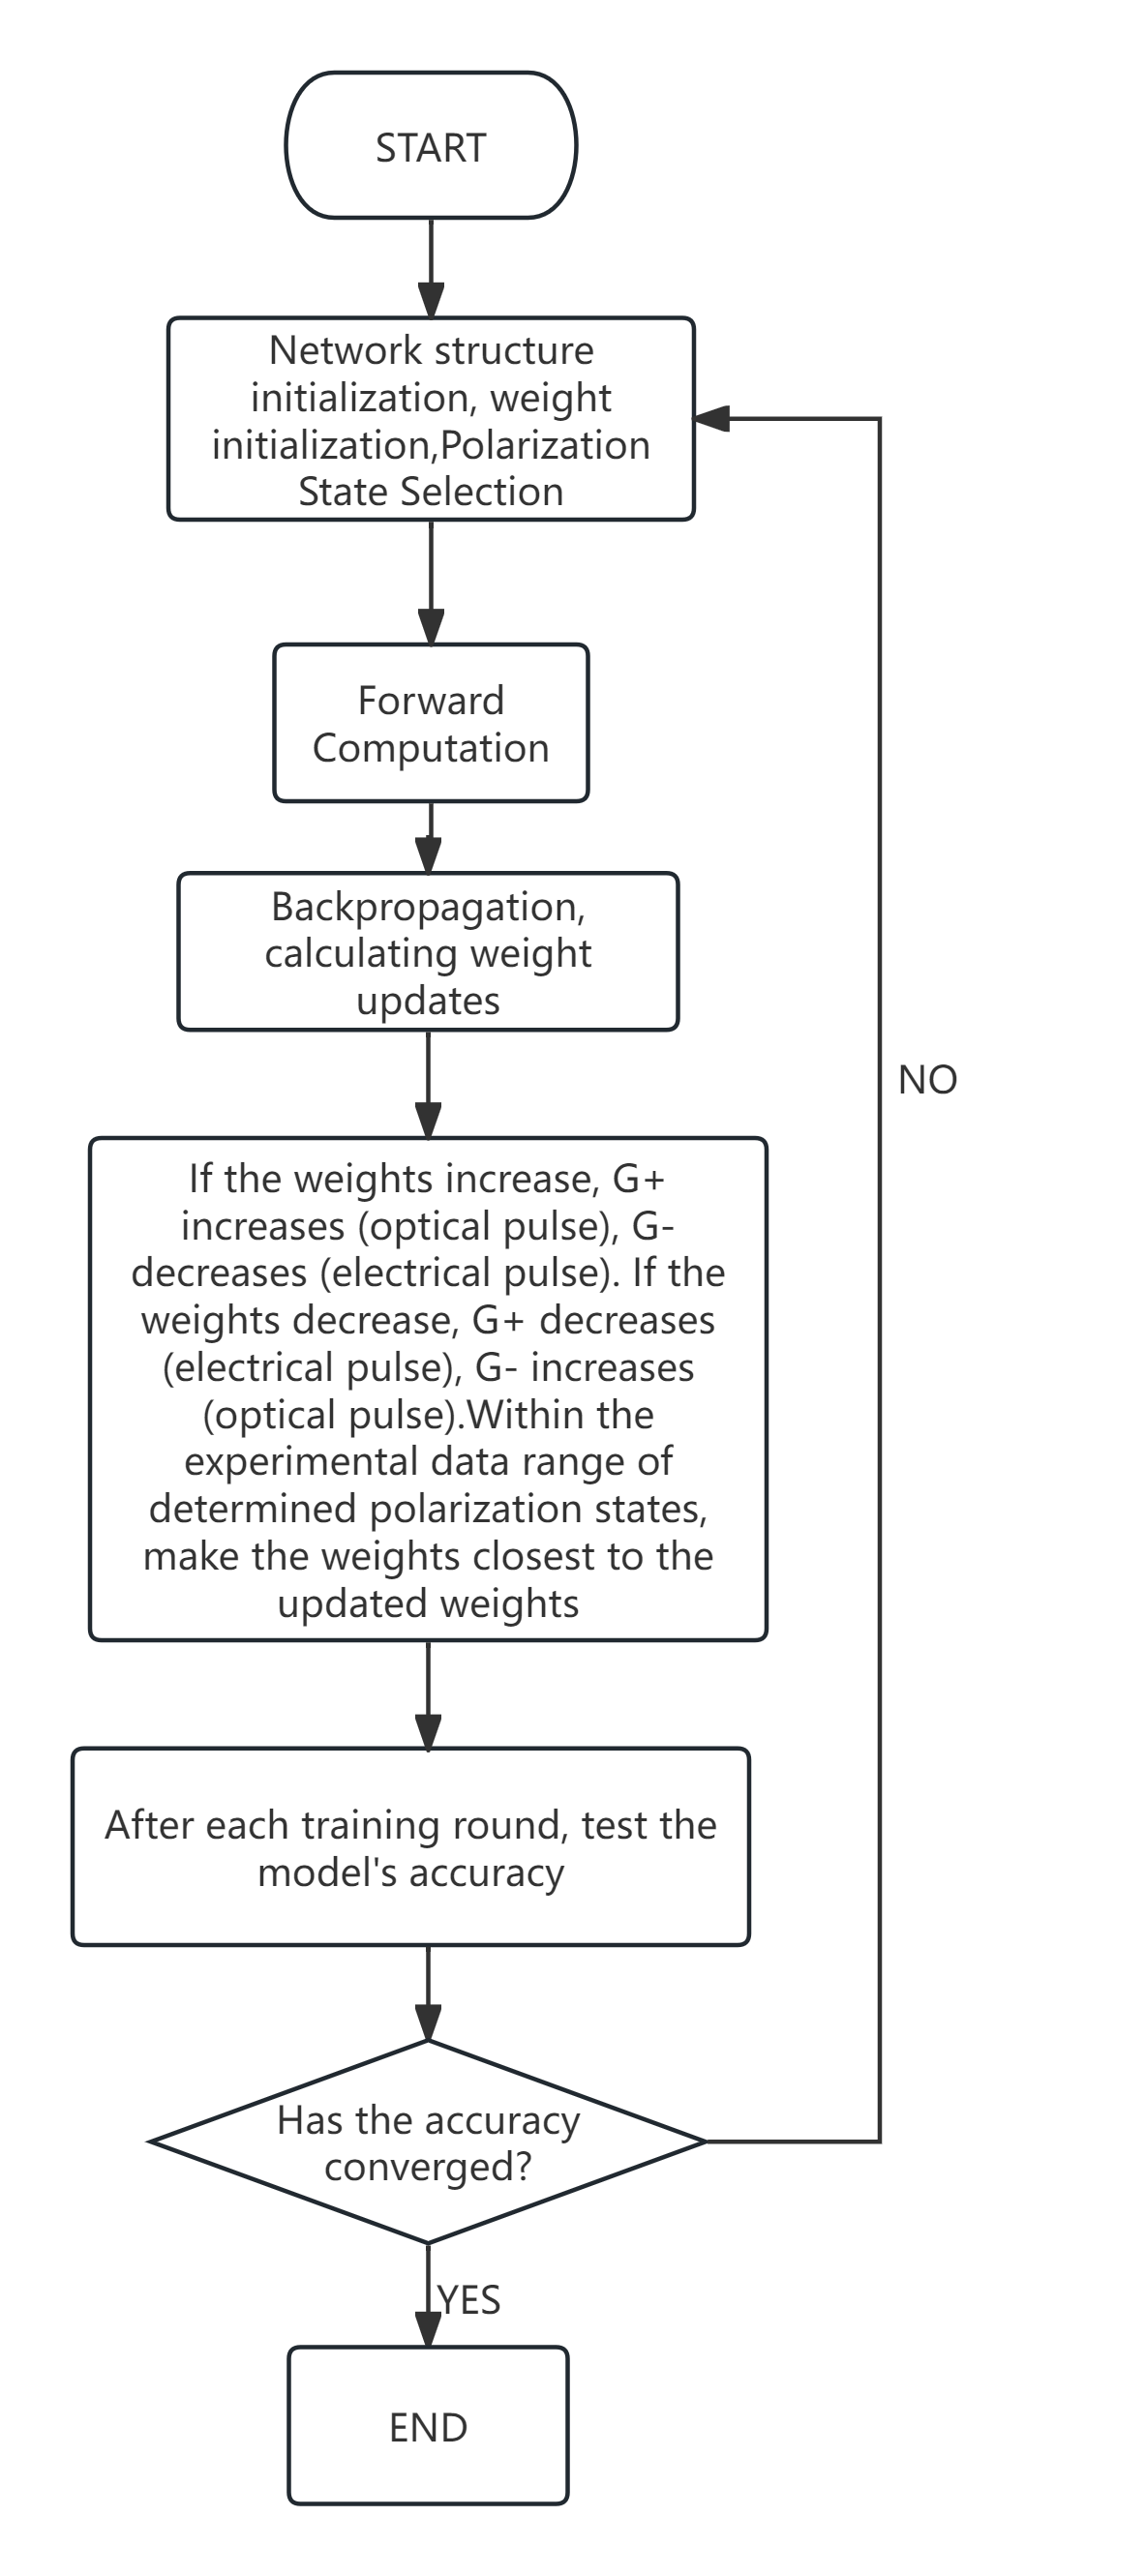 START
Network structure
initialization, weight
initialization,Polarization
State Selection
Forward
Computation
Backpropagation,
calculating weight
updates
NO
If the weights increase, G+
increases (optical pulse), G-
decreases (electrical pulse). If the
weights decrease, G+ decreases
(electrical pulse), G- increases
(optical pulse).Within the
experimental data range of
determined polarization states,
make the weights closest to the
updated weights
After each training round, test the
model's accuracy
Has the accuracy
converged?
YES
END